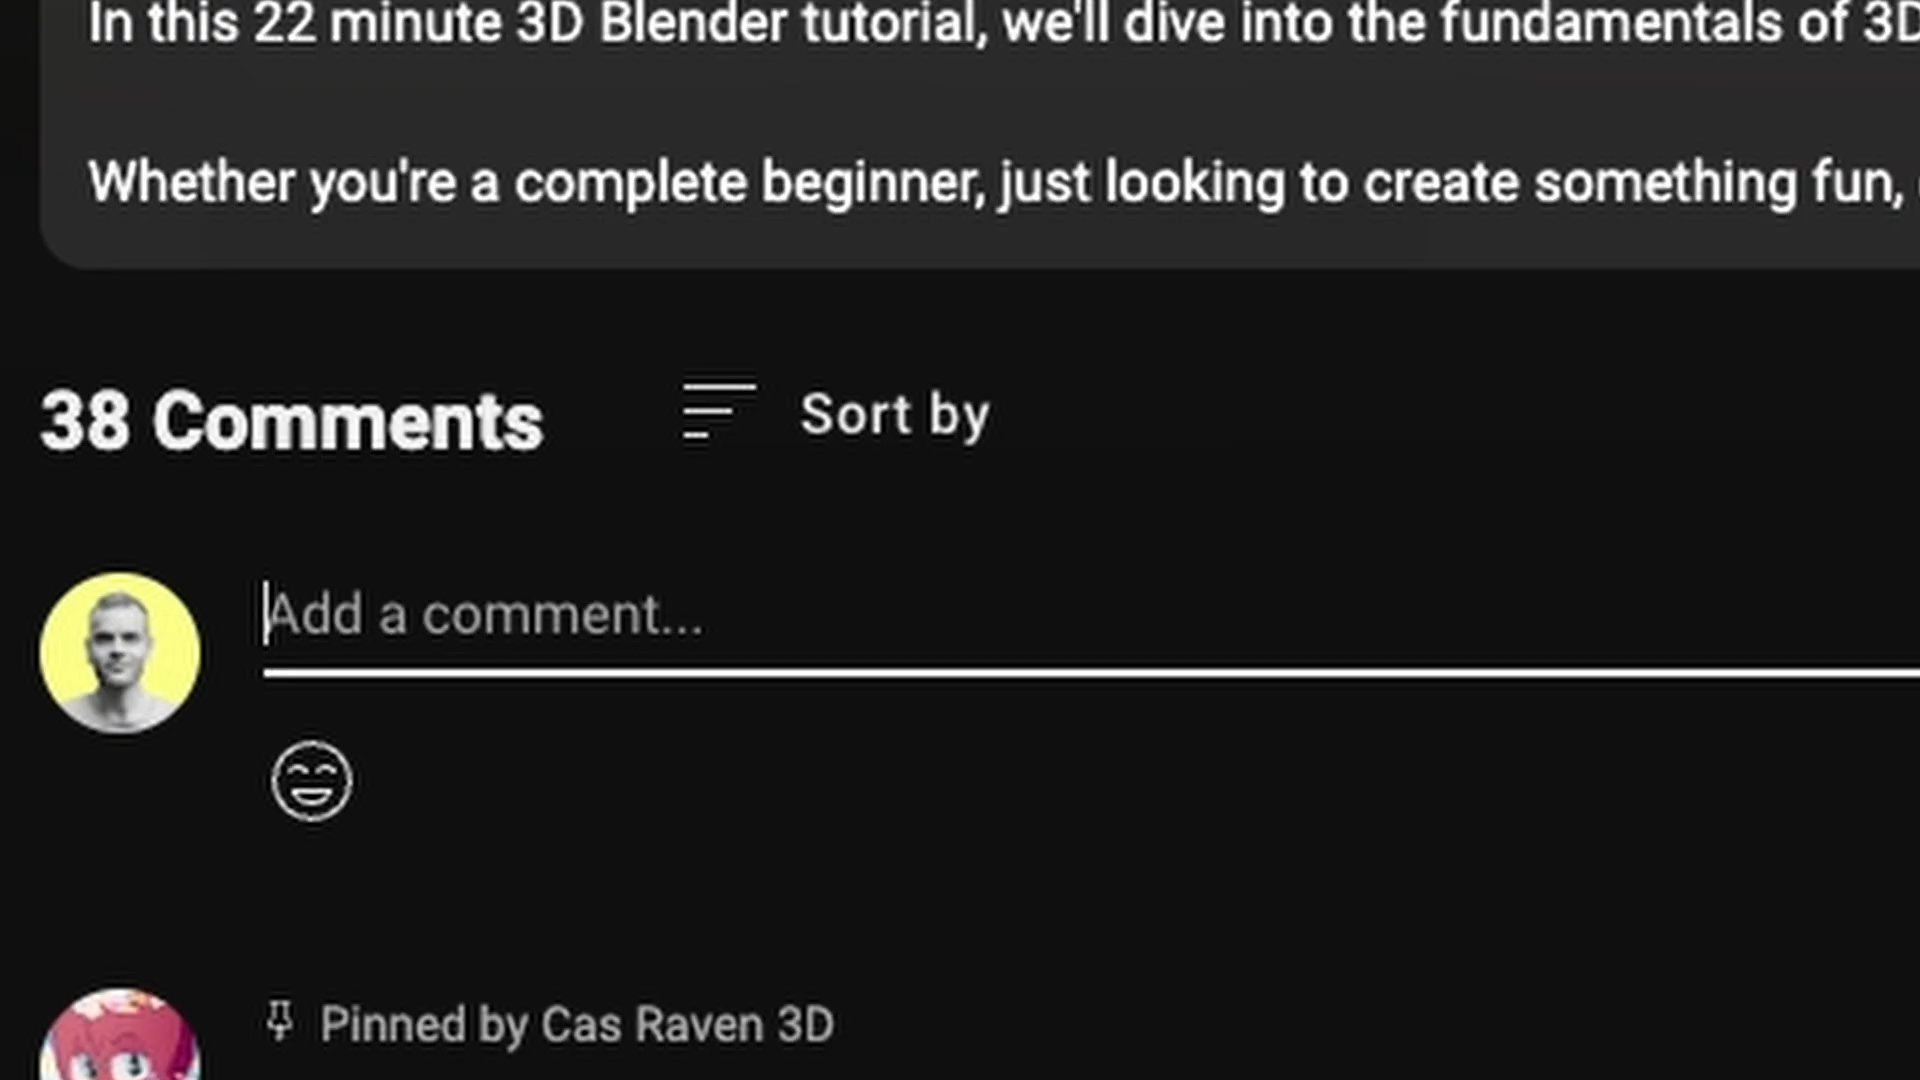 In this 22 minute 3D Blender tutorial, we'll dive into the fundamentals of 3D
Whether you're a complete beginner, just looking to create something fun,
38 Comments
Sort by
Add a comment...
Pinned by Cas Raven 3D